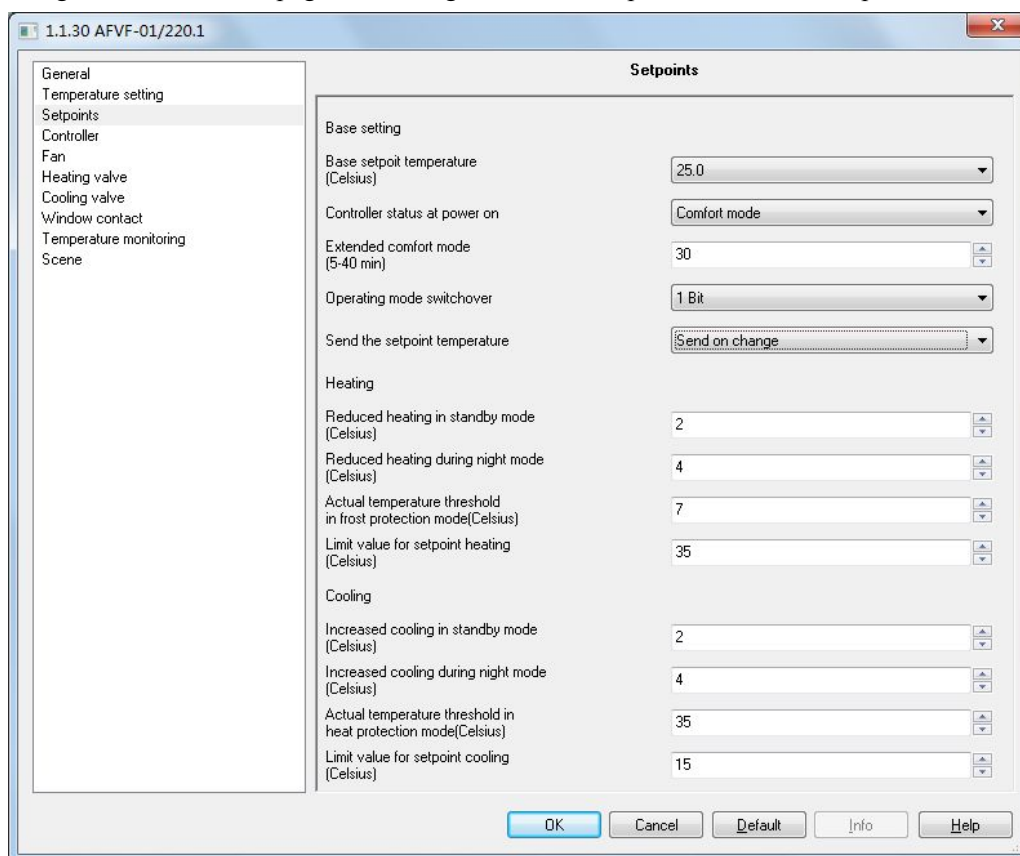 1.1.30 AFVF-01/220.1
General
Temperature setting
Setpoints
Controller
Fan
Heating valve
Cooling valve
Window contact
Temperature monitoring
Scene
Setpoints
Base setting
Base setpoit temperature
(Celsius)
25.0
Controller status at power on
Comfort mode
Extended comfort mode
(5-40 min)
30
Operating mode switchover
1 Bit
Send the setpoint temperature
Send on change
Heating
Reduced heating in standby mode
(Celsius)
2
Reduced heating during night mode
(Celsius)
4
Actual temperature threshold
in frost protection mode(Celsius)
7
Limit value for setpoint heating
(Celsius)
35
Cooling
Increased cooling in standby mode
(Celsius)
2
Increased cooling during night mode
(Celsius)
4
Actual temperature threshold in
heat protection mode(Celsius)
35
Limit value for setpoint cooling
(Celsius)
15
OK
Cancel
Default
Info
Help